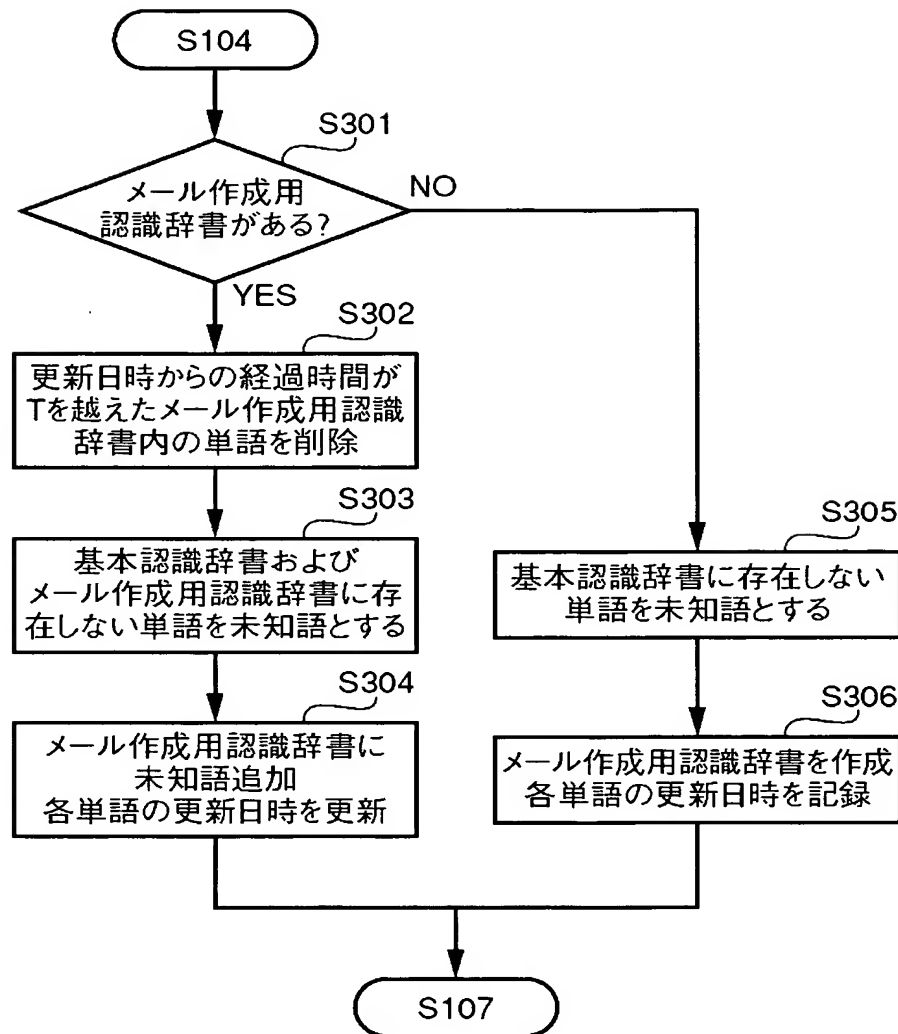 S104
S301
メール作成用
認識辞書がある?
NO
YES
S302
更新日時からの経過時間が
Tを越えたメール作成用認識
辞書内の単語を削除
S303
基本認識辞書および
メール作成用認識辞書に存
在しない単語を未知語とする
S304
メール作成用認識辞書に
未知語追加
各単語の更新日時を更新
S305
基本認識辞書に存在しない
単語を未知語とする
S306
メール作成用認識辞書を作成
各単語の更新日時を記録
S107